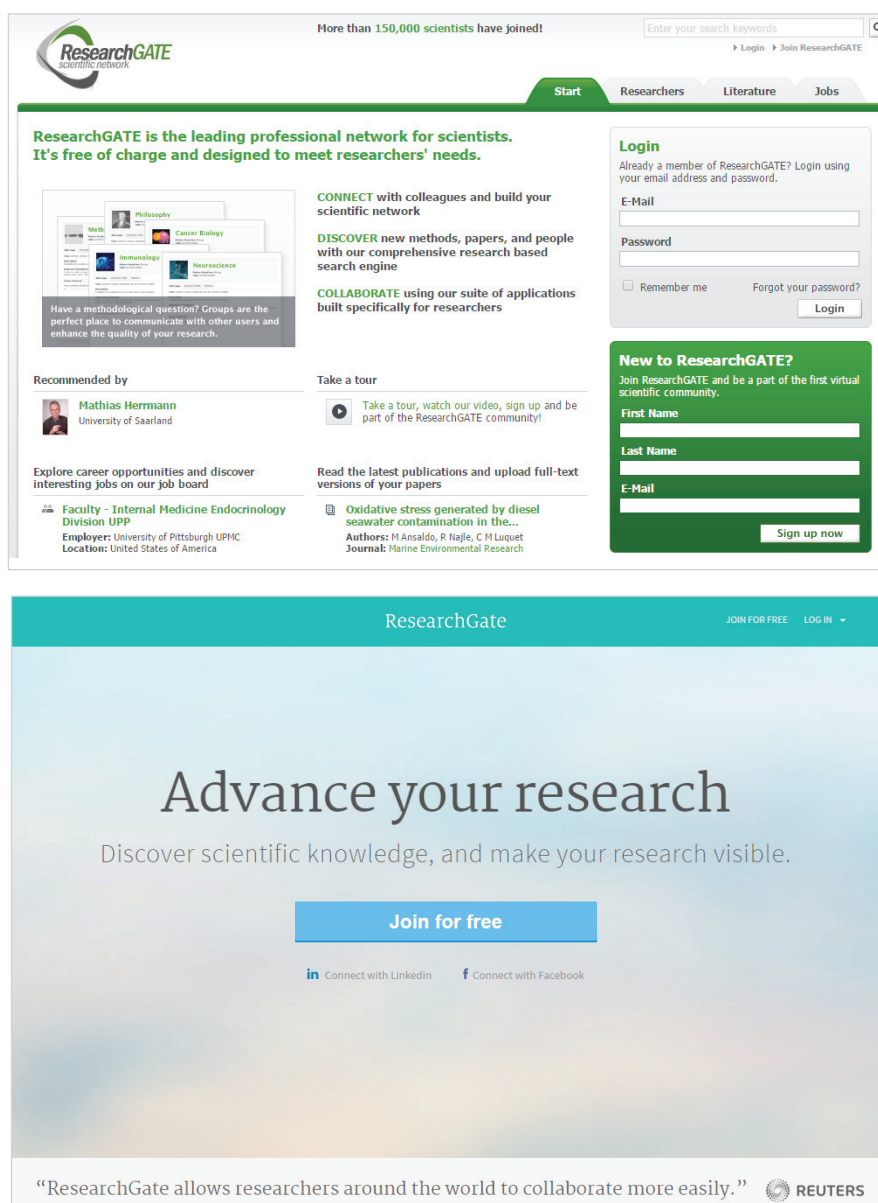 More than 150,000 scientists have joined!
Enter your search keywords
ResearchGATE
scientific network
Login Join ResearchGATE
Start Researchers Literature Jobs
ResearchGATE is the leading professional network for scientists.
It's free of charge and designed to meet researchers' needs.
Philosophy
Cancer Biology
Immunology
Neuroscience
Have a methodological question? Groups are the
perfect place to communicate with other users and
enhance the quality of your research.
CONNECT with colleagues and build your
scientific network
DISCOVER new methods, papers, and people
with our comprehensive research based
search engine
COLLABORATE using our suite of applications
built specifically for researchers
Login
Already a member of ResearchGATE? Login using
your email address and password.
E-Mail
Password
Remember me Forgot your password?
Login
Recommended by
Mathias Herrmann
University of Saarland
Take a tour
Take a tour, watch our video, sign up and be
part of the ResearchGATE community!
New to ResearchGATE?
Join ResearchGATE and be a part of the first virtual
scientific community.
First Name
Last Name
E-Mail
Sign up now
Explore career opportunities and discover
interesting jobs on our job board
Faculty - Internal Medicine Endocrinology
Division UPP
Employer: University of Pittsburgh UPMC
Location: United States of America
Read the latest publications and upload full-text
versions of your papers
Oxidative stress generated by diesel
seawater contamination in the...
Authors: M Ansaldo, R Najle, C M Luquet
Journal: Marine Environmental Research
ResearchGate
JOIN FOR FREE LOG IN
Advance your research
Discover scientific knowledge, and make your research visible.
Join for free
in Connect with Linkedin f Connect with Facebook
“ResearchGate allows researchers around the world to collaborate more easily.” REUTERS